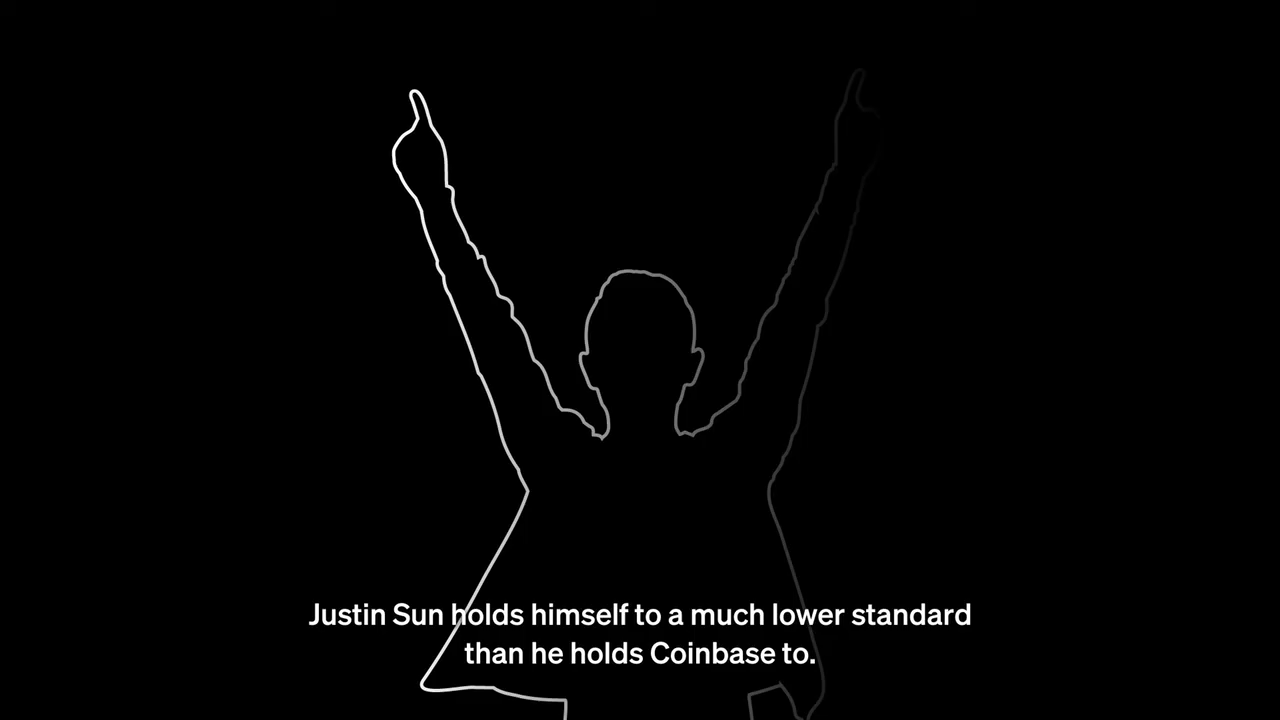 Justin Sun holds himself to a much lower standard
than he holds Coinbase to.